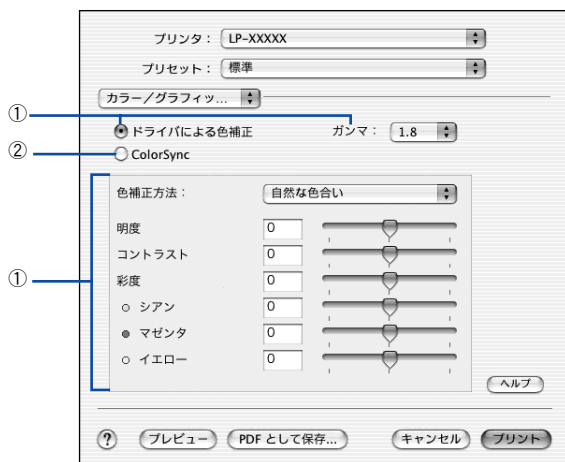 プリンタ： LP-XXXXX
プリセット： 標準
カラー／グラフィッ...
①
ドライバによる色補正 ガンマ： 1.8
②
ColorSync
①
色補正方法： 自然な色合い
明度 0
コントラスト 0
彩度 0
シアン 0
マゼンタ 0
イエロー 0
ヘルプ
? プレビュー PDF として保存... キャンセル プリント